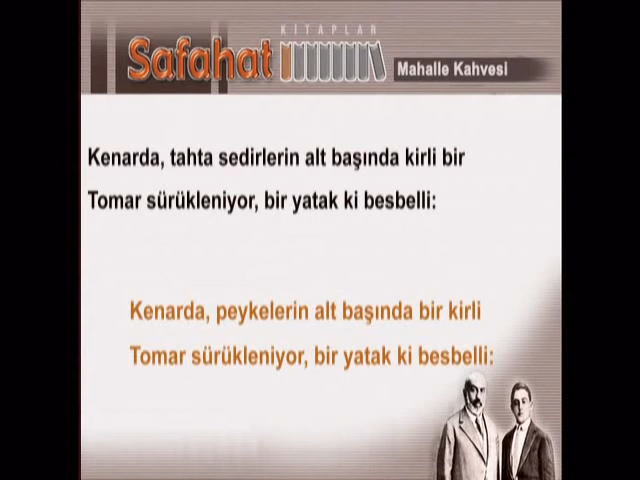 KİTAPLAR
Safahat
Mahalle Kahvesi
Kenarda, tahta sedirlerin alt başında kirli bir
Tomar sürükleniyor, bir yatak ki besbelli:
Kenarda, peykelerin alt başında bir kirli
Tomar sürükleniyor, bir yatak ki besbelli: